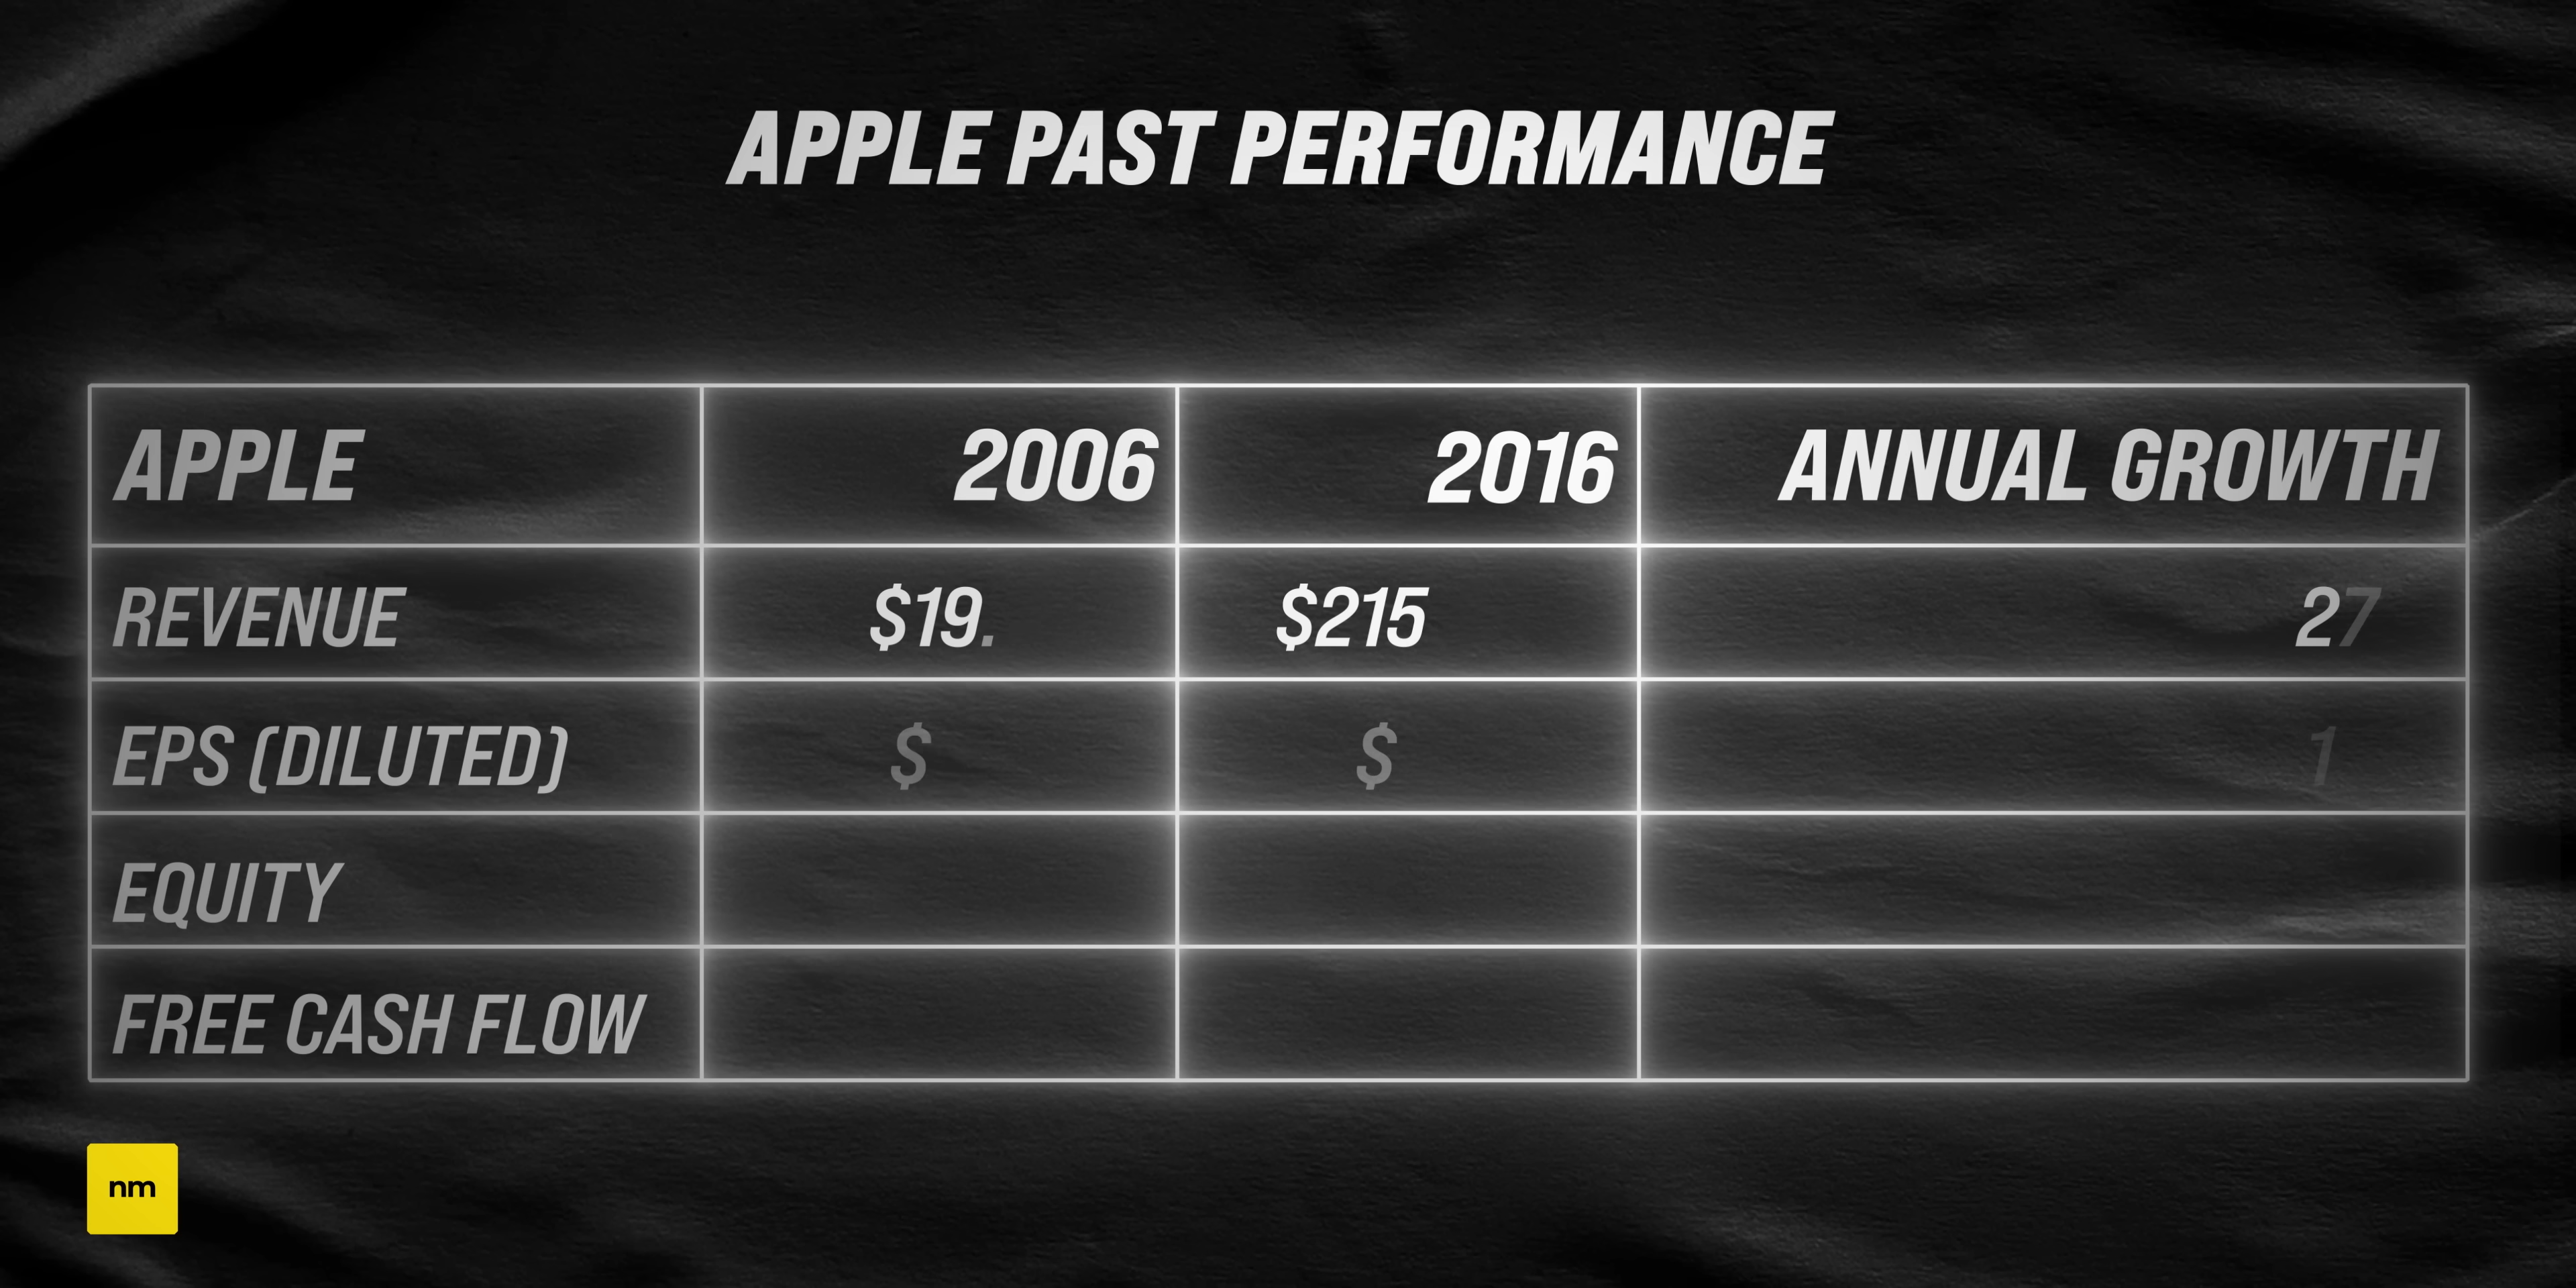 APPLE PAST PERFORMANCE
APPLE 2006 2016 ANNUAL GROWTH
REVENUE $19. $215 27
EPS (DILUTED) $ $ 1
EQUITY
FREE CASH FLOW
nm